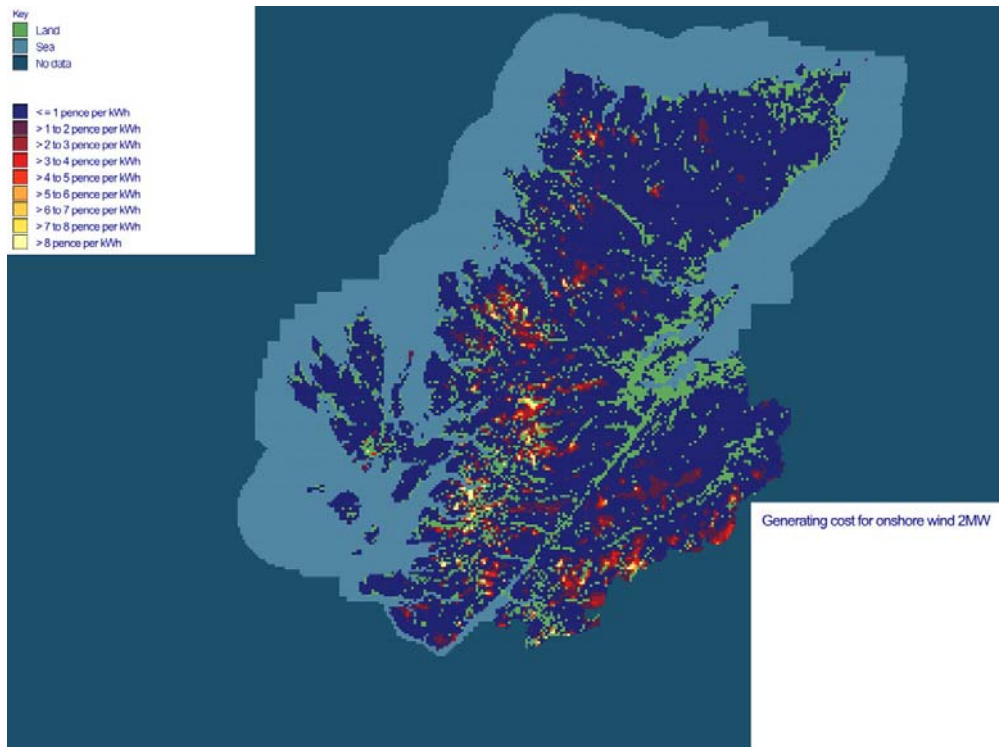 Key
Land
Sea
No data
< = 1 pence per kWh
> 1 to 2 pence per kWh
> 2 to 3 pence per kWh
> 3 to 4 pence per kWh
> 4 to 5 pence per kWh
> 5 to 6 pence per kWh
> 6 to 7 pence per kWh
> 7 to 8 pence per kWh
> 8 pence per kWh
Generating cost for onshore wind 2MW